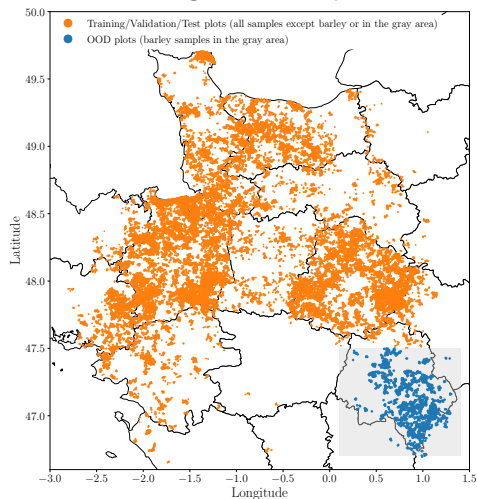 Training/Validation/Test plots (all samples except barley or in the gray area)
OOD plots (barley samples in the gray area)
50.0
49.5
49.0
48.5
48.0
47.5
47.0
Latitude
−3.0 −2.5 −2.0 −1.5 −1.0 −0.5 0.0 0.5 1.0 1.5
Longitude